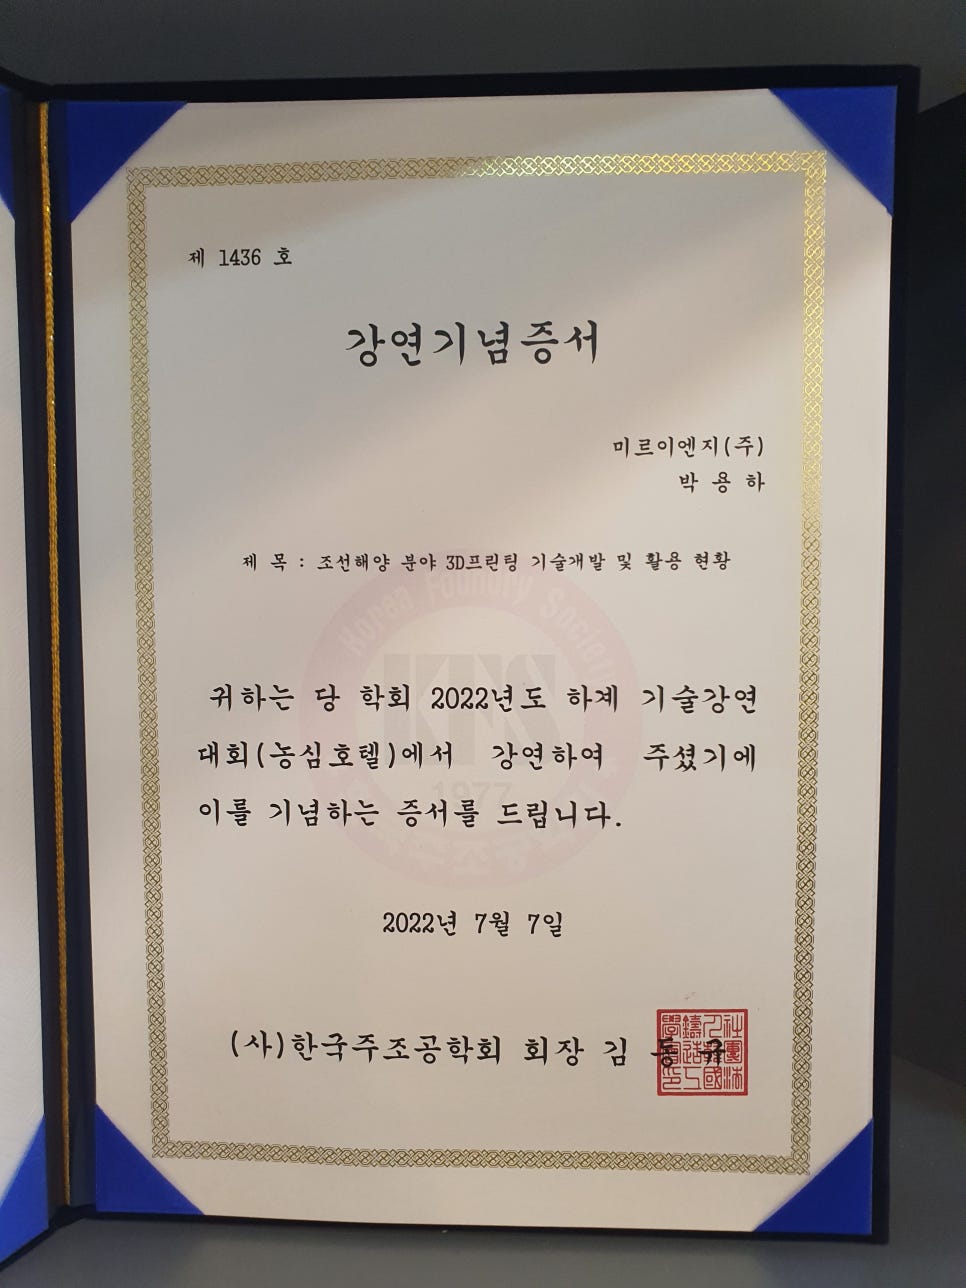 제 1436 호
강연기념증서
미르이엔지(주)
박 용 하
제 목 : 조선해양 분야 3D프린팅 기술개발 및 활용 현황
Korea Foundry Society
KFS
1977
귀하는 당 학회 2022년도 하계 기술강연
대회(농심호텔)에서 강연하여 주셨기에
이를 기념하는 증서를 드립니다.
2022년 7월 7일
(사)한국주조공학회 회장 김 동 규